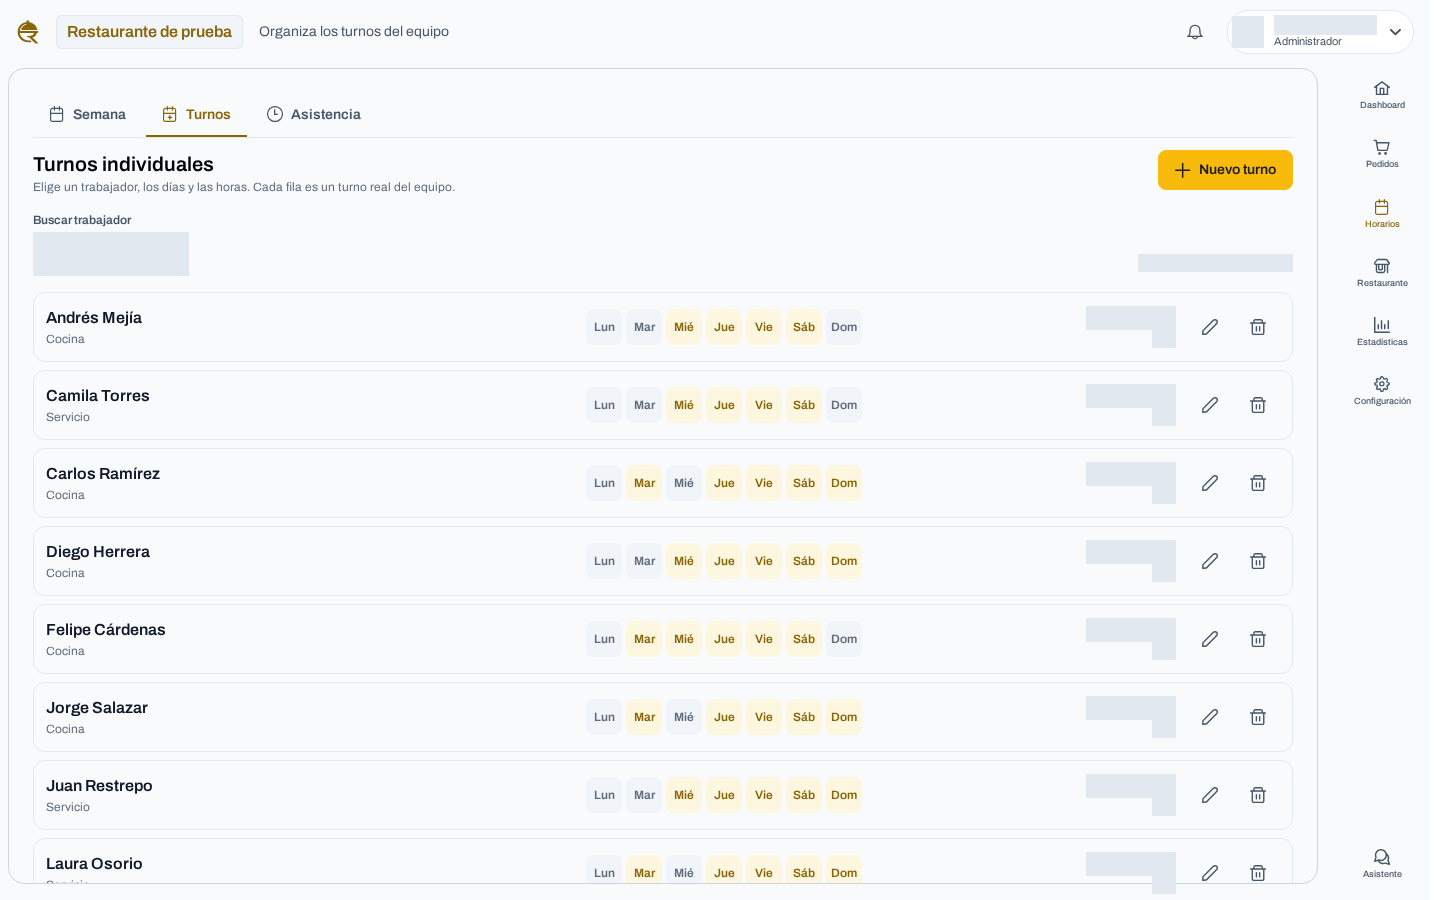 Restaurante de prueba
Organiza los turnos del equipo
Administrador
Semana
Turnos
Asistencia
Turnos individuales
Elige un trabajador, los días y las horas. Cada fila es un turno real del equipo.
Nuevo turno
Buscar trabajador
Andrés Mejía
Cocina
Lun Mar Mié Jue Vie Sáb Dom
Camila Torres
Servicio
Lun Mar Mié Jue Vie Sáb Dom
Carlos Ramírez
Cocina
Lun Mar Mié Jue Vie Sáb Dom
Diego Herrera
Cocina
Lun Mar Mié Jue Vie Sáb Dom
Felipe Cárdenas
Cocina
Lun Mar Mié Jue Vie Sáb Dom
Jorge Salazar
Cocina
Lun Mar Mié Jue Vie Sáb Dom
Juan Restrepo
Servicio
Lun Mar Mié Jue Vie Sáb Dom
Laura Osorio
Lun Mar Mié Jue Vie Sáb Dom
Dashboard
Pedidos
Horarios
Restaurante
Estadísticas
Configuración
Asistente